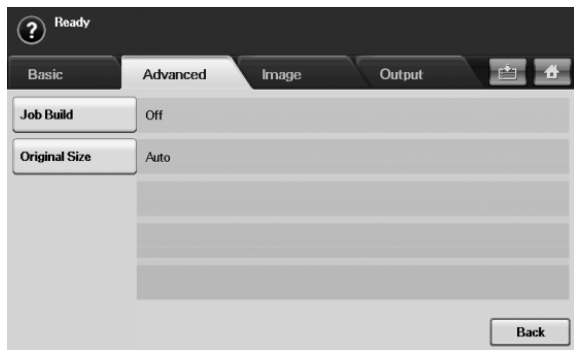 ? Ready
Basic Advanced Image Output
Job Build Off
Original Size Auto
Back